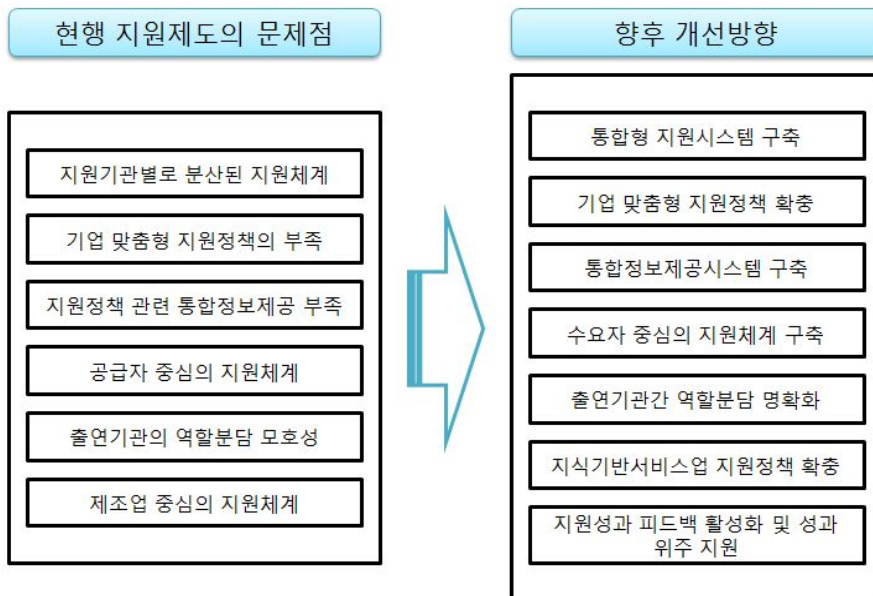 현행 지원제도의 문제점
지원기관별로 분산된 지원체계
기업 맞춤형 지원정책의 부족
지원정책 관련 통합정보제공 부족
공급자 중심의 지원체계
출연기관의 역할분담 모호성
제조업 중심의 지원체계
향후 개선방향
통합형 지원시스템 구축
기업 맞춤형 지원정책 확충
통합정보제공시스템 구축
수요자 중심의 지원체계 구축
출연기관간 역할분담 명확화
지식기반서비스업 지원정책 확충
지원성과 피드백 활성화 및 성과
위주 지원